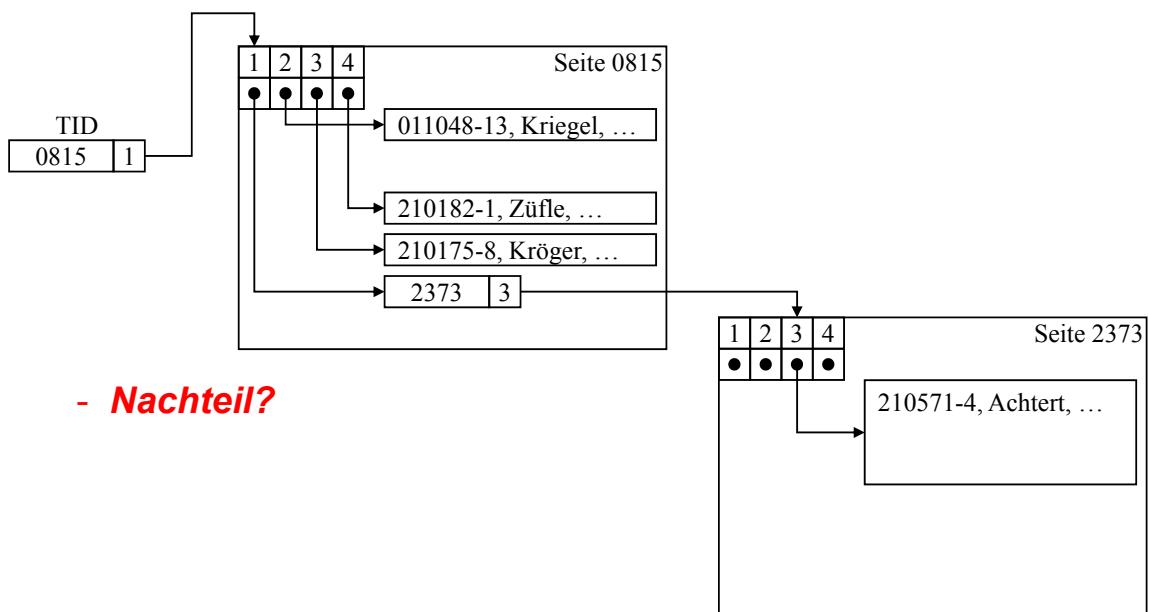 1 2 3 4 Seite 0815
011048-13, Kriegel, …
TID
0815 1
210182-1, Züfle, …
210175-8, Kröger, …
2373 3
1 2 3 4 Seite 2373
- Nachteil?
210571-4, Achtert, …